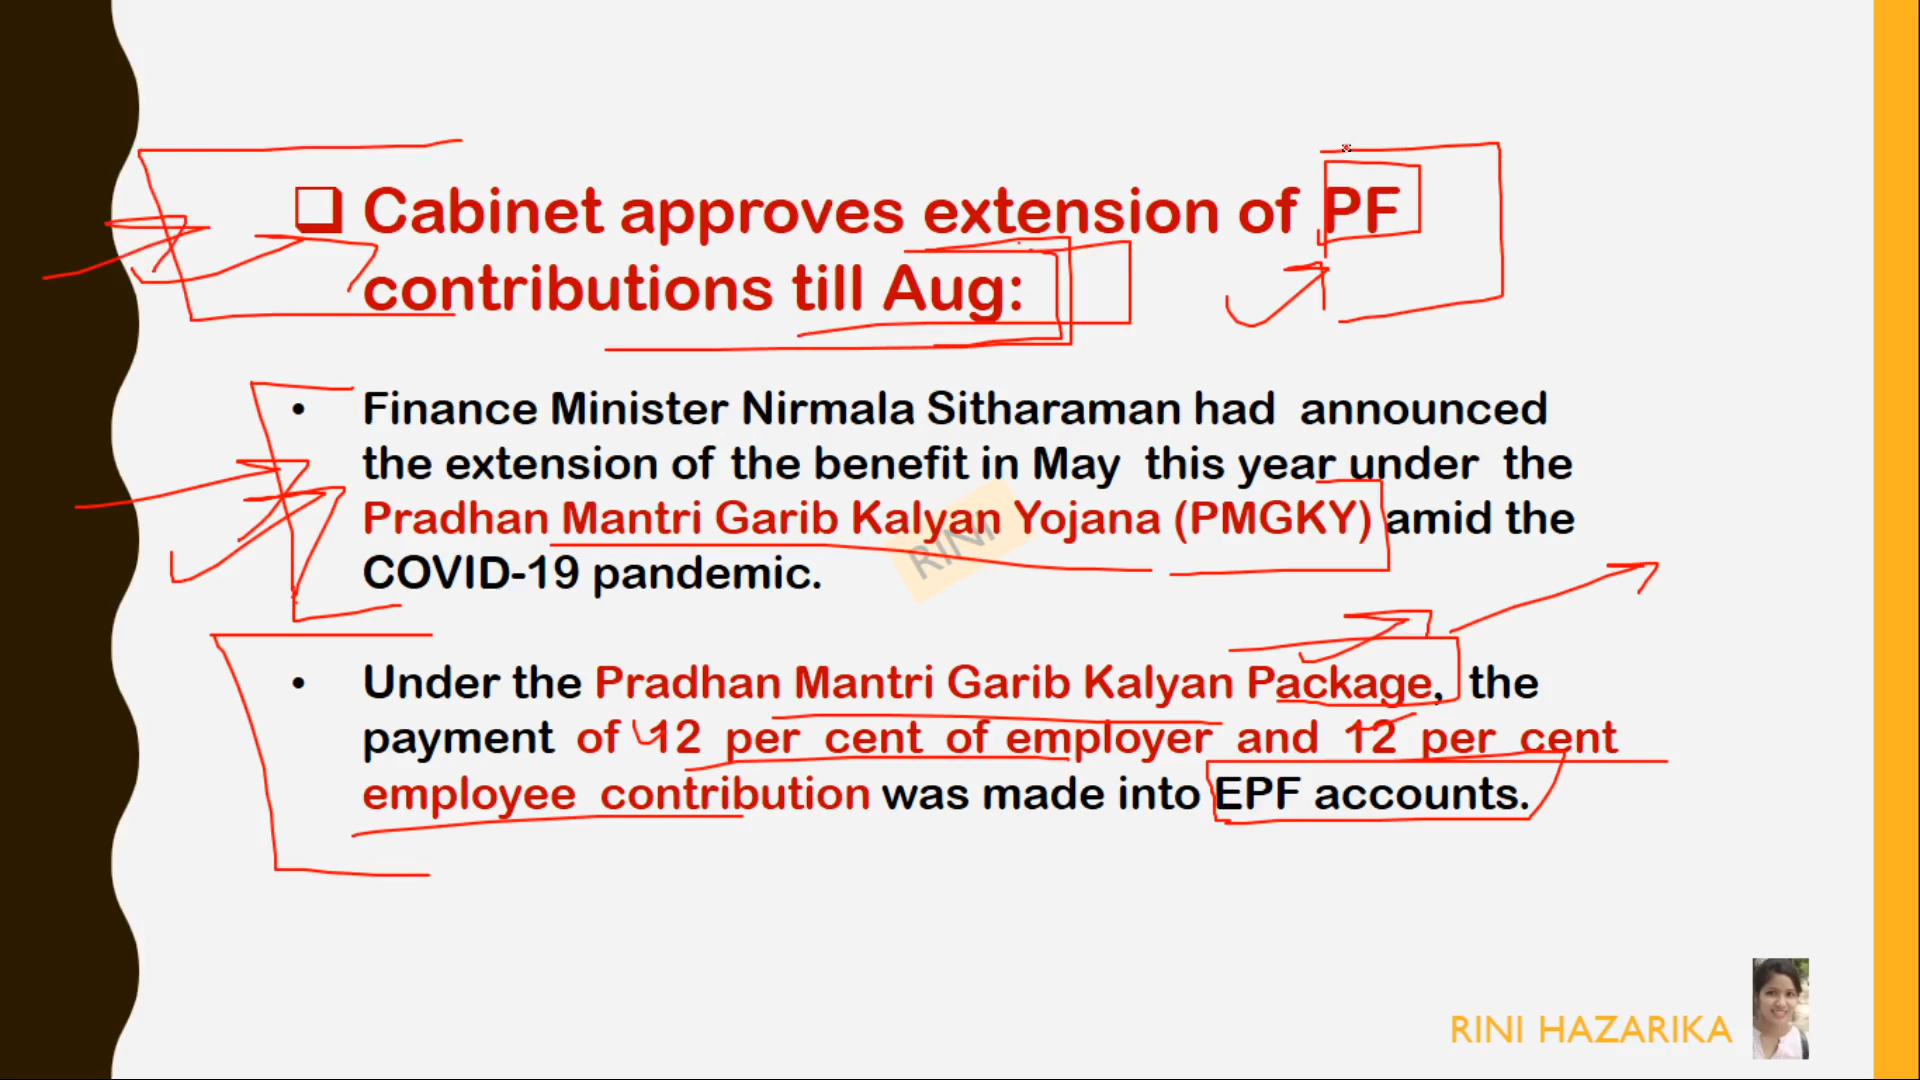 Cabinet approves extension of PF
contributions till Aug:
• Finance Minister Nirmala Sitharaman had announced
the extension of the benefit in May this year under the
Pradhan Mantri Garib Kalyan Yojana (PMGKY) amid the
COVID-19 pandemic.
RINI
• Under the Pradhan Mantri Garib Kalyan Package, the
payment of 12 per cent of employer and 12 per cent
employee contribution was made into EPF accounts.
RINI HAZARIKA